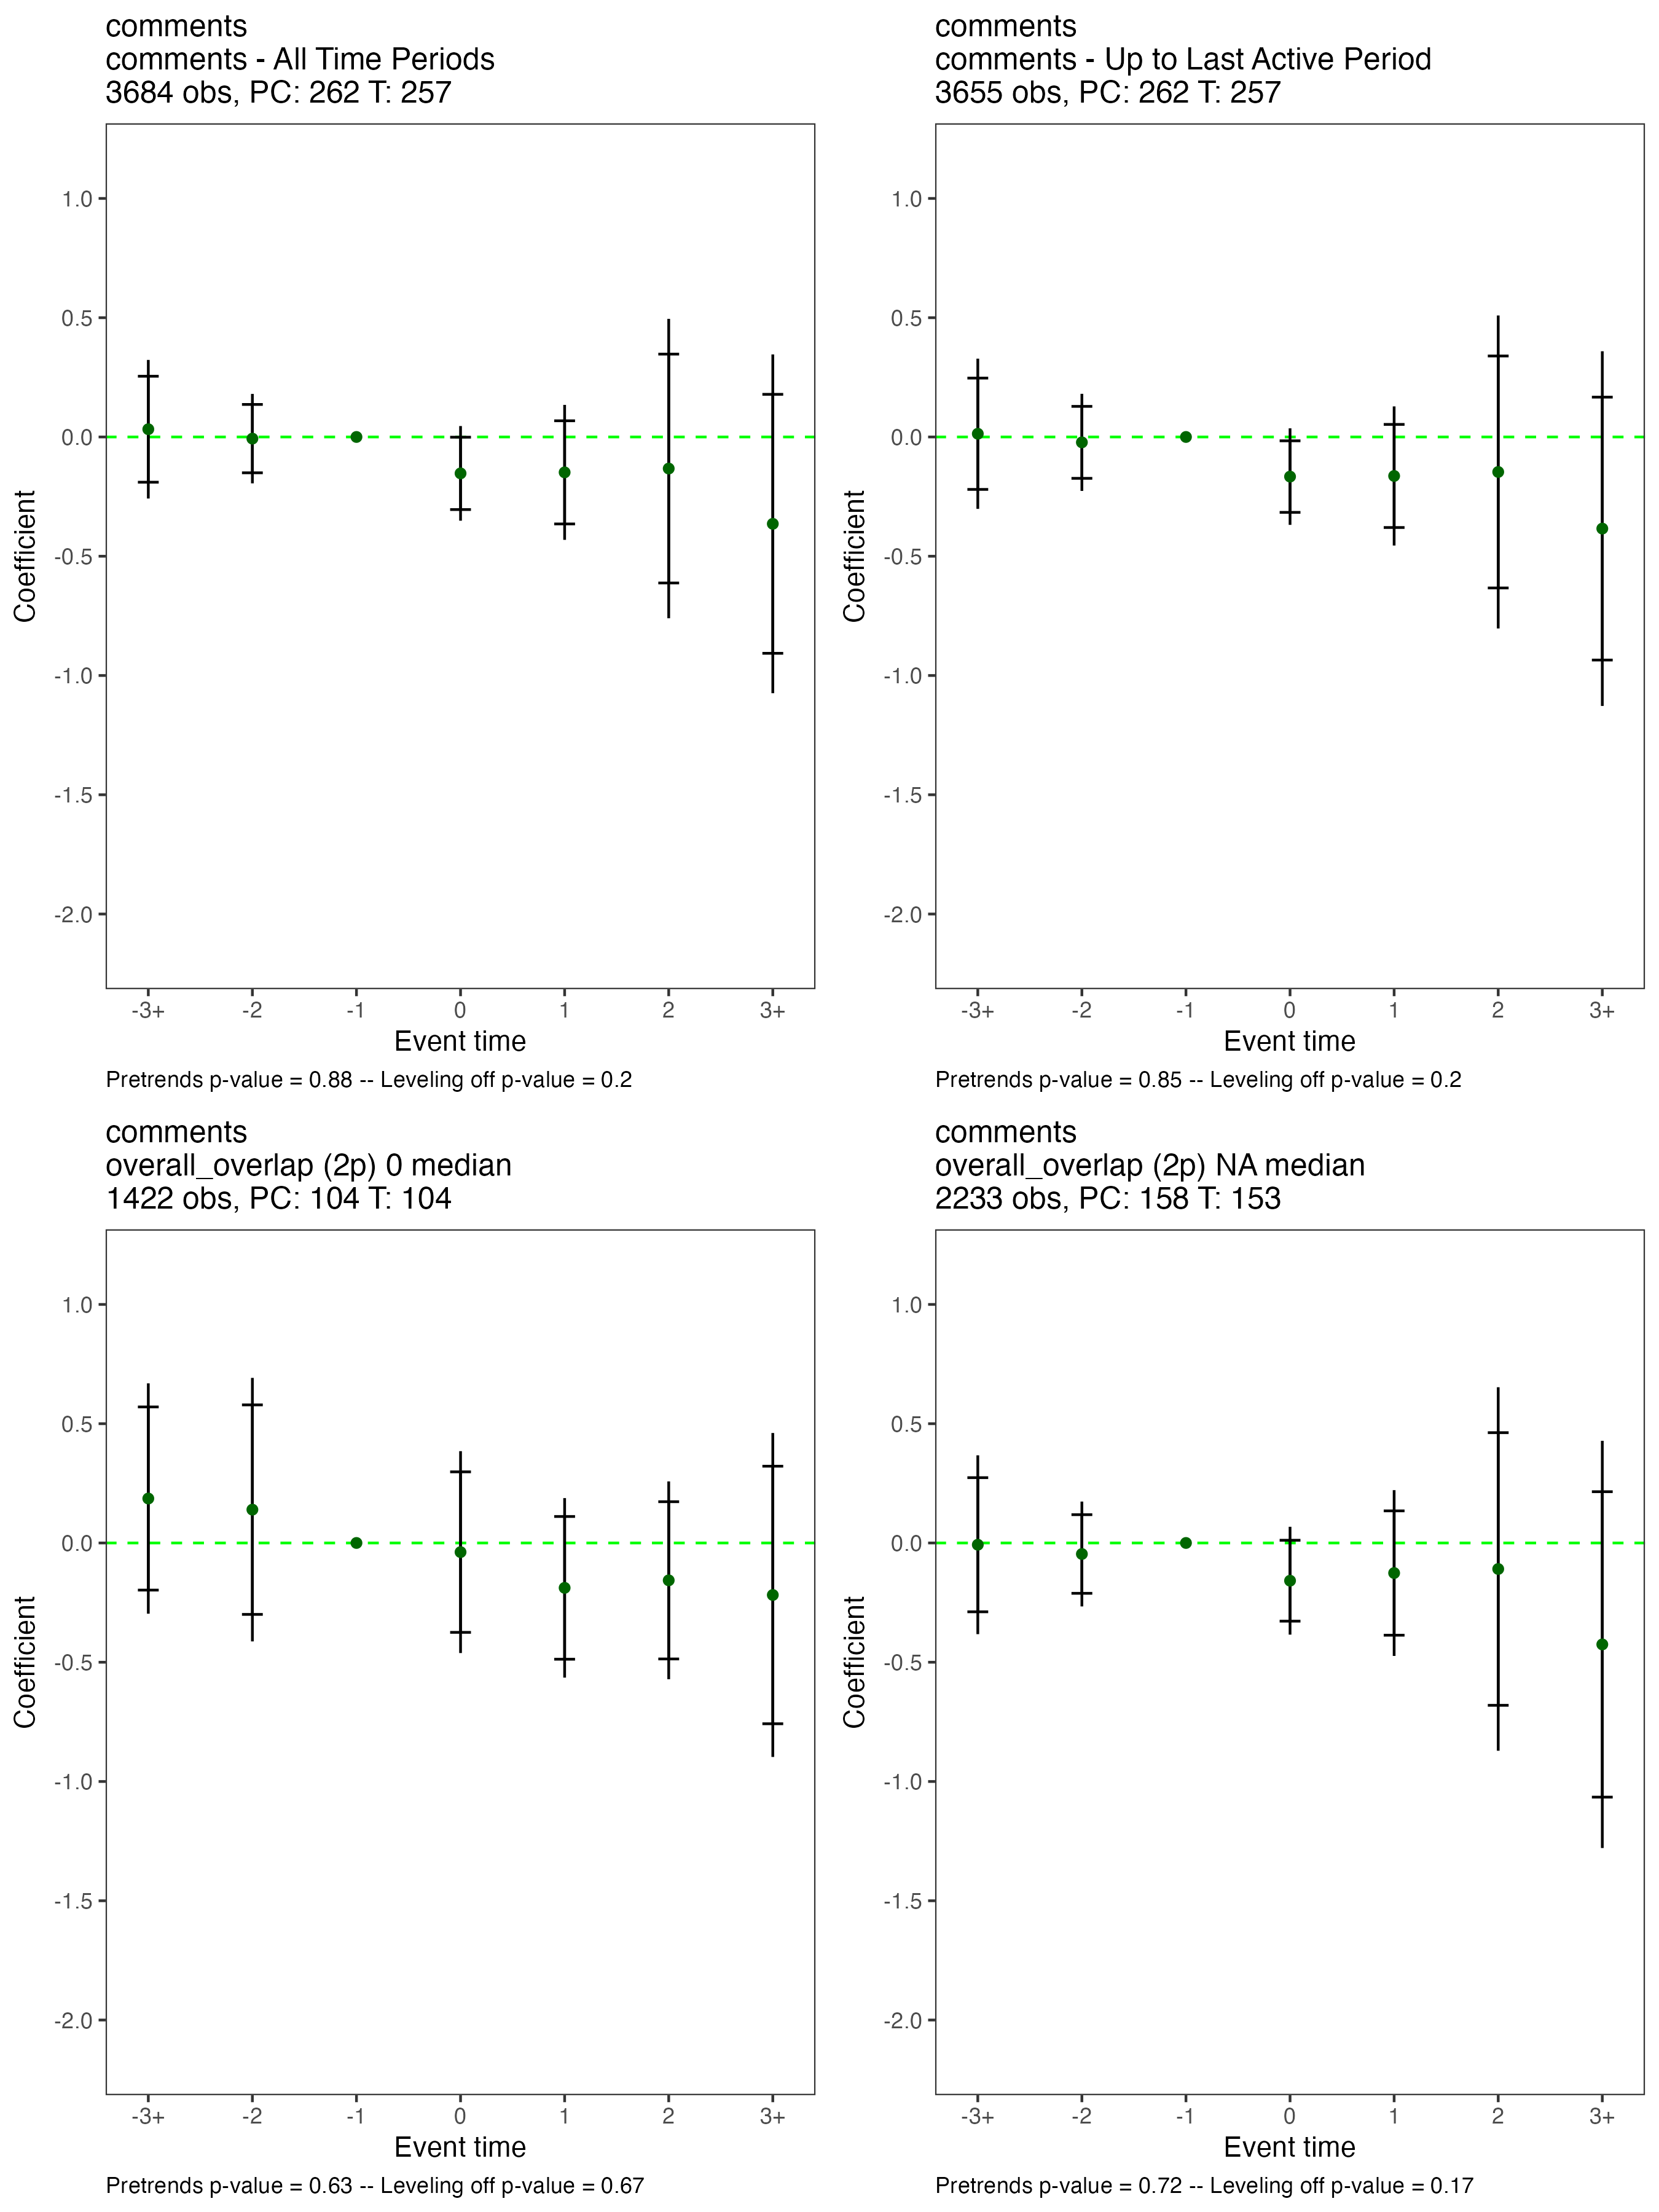 comments
comments - All Time Periods
3684 obs, PC: 262 T: 257
Coefficient
1.0
0.5
0.0
-0.5
-1.0
-1.5
-2.0
-3+ -2 -1 0 1 2 3+
Event time
Pretrends p-value = 0.88 -- Leveling off p-value = 0.2
comments
comments - Up to Last Active Period
3655 obs, PC: 262 T: 257
Coefficient
1.0
0.5
0.0
-0.5
-1.0
-1.5
-2.0
-3+ -2 -1 0 1 2 3+
Event time
Pretrends p-value = 0.85 -- Leveling off p-value = 0.2
comments
overall_overlap (2p) 0 median
1422 obs, PC: 104 T: 104
Coefficient
1.0
0.5
0.0
-0.5
-1.0
-1.5
-2.0
-3+ -2 -1 0 1 2 3+
Event time
Pretrends p-value = 0.63 -- Leveling off p-value = 0.67
comments
overall_overlap (2p) NA median
2233 obs, PC: 158 T: 153
Coefficient
1.0
0.5
0.0
-0.5
-1.0
-1.5
-2.0
-3+ -2 -1 0 1 2 3+
Event time
Pretrends p-value = 0.72 -- Leveling off p-value = 0.17